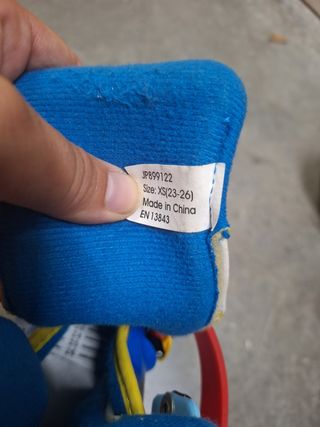 JP899122
Size: XS(23-26)
Made in China
EN 13843